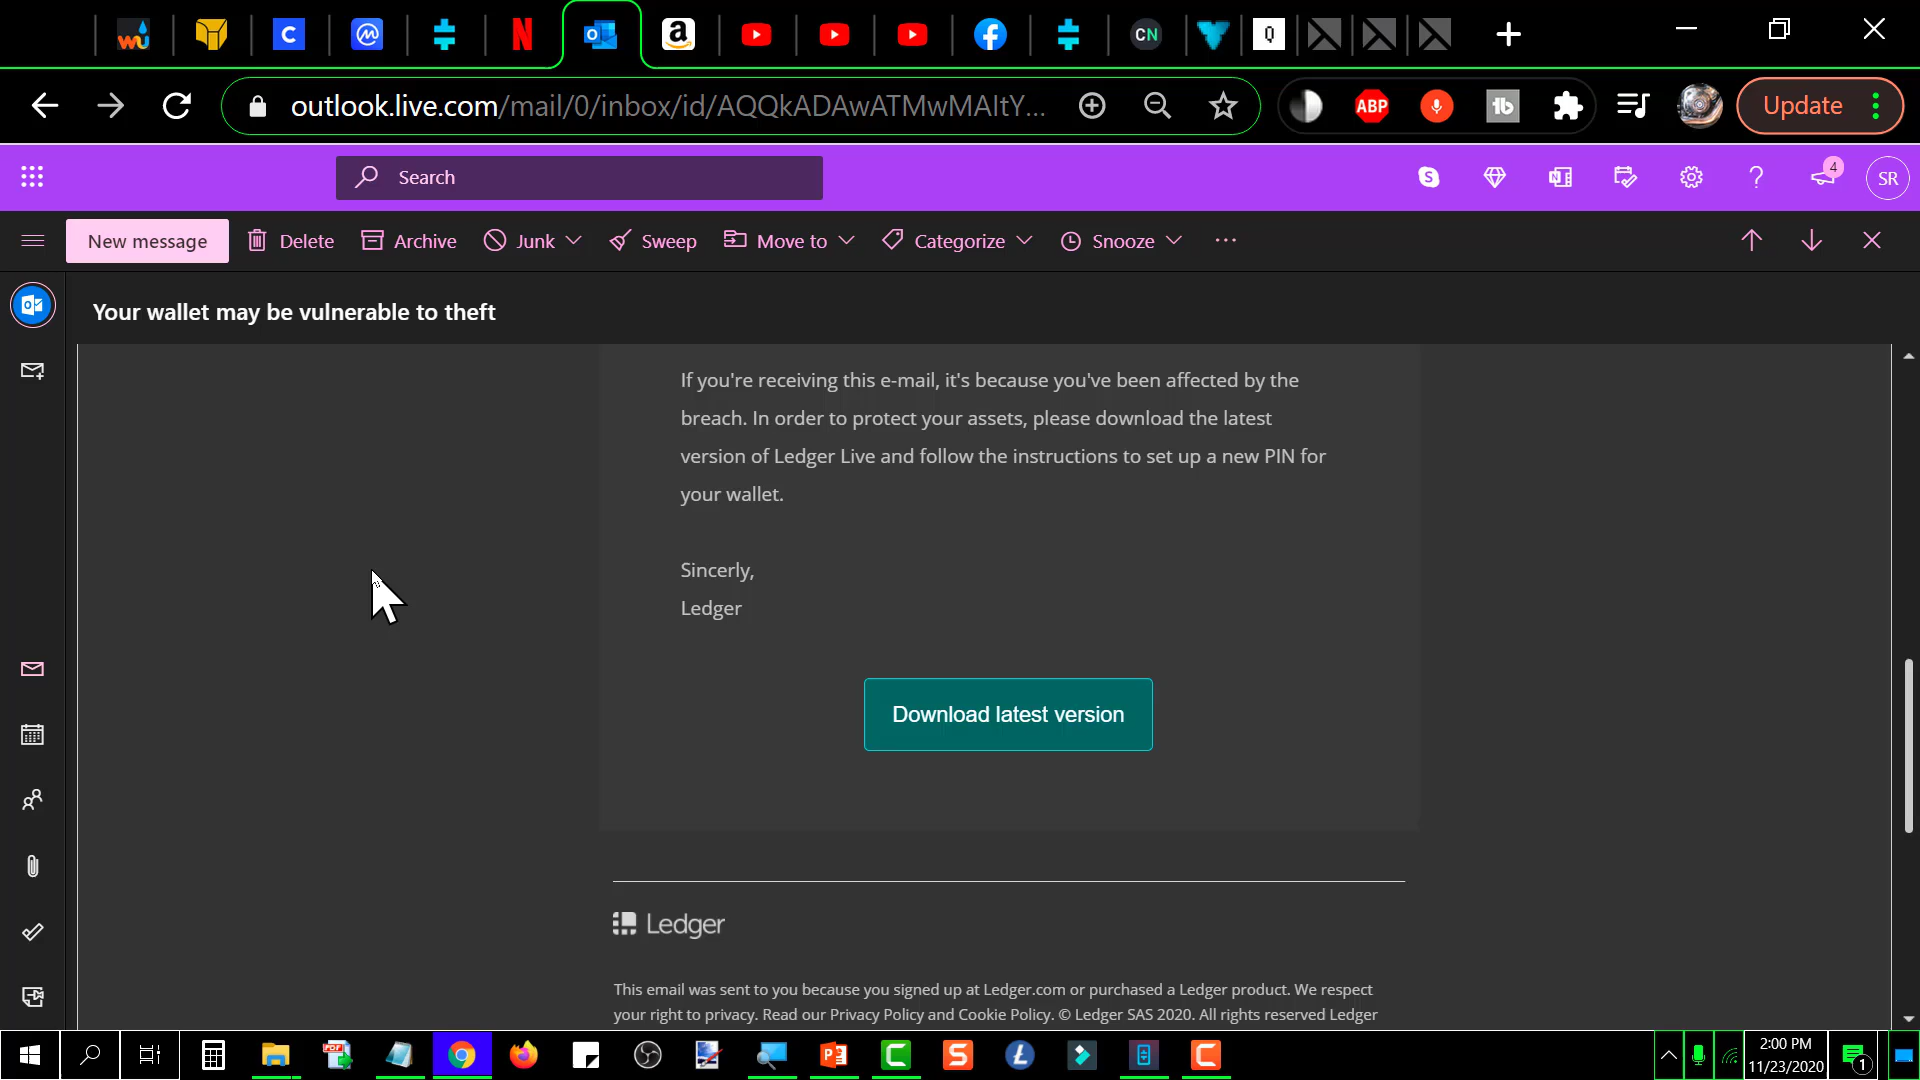 outlook.live.com/mail/0/inbox/id/AQQkADAwATMwMAItY...
ABP
Update
Search
4
SR
New message
Delete
Archive
Junk
Sweep
Move to
Categorize
Snooze
Your wallet may be vulnerable to theft
If you're receiving this e-mail, it's because you've been affected by the
breach. In order to protect your assets, please download the latest
version of Ledger Live and follow the instructions to set up a new PIN for
your wallet.
Sincerly,
Ledger
Download latest version
Ledger
This email was sent to you because you signed up at Ledger.com or purchased a Ledger product. We respect
your right to privacy. Read our Privacy Policy and Cookie Policy. © Ledger SAS 2020. All rights reserved Ledger
2:00 PM
11/23/2020
1